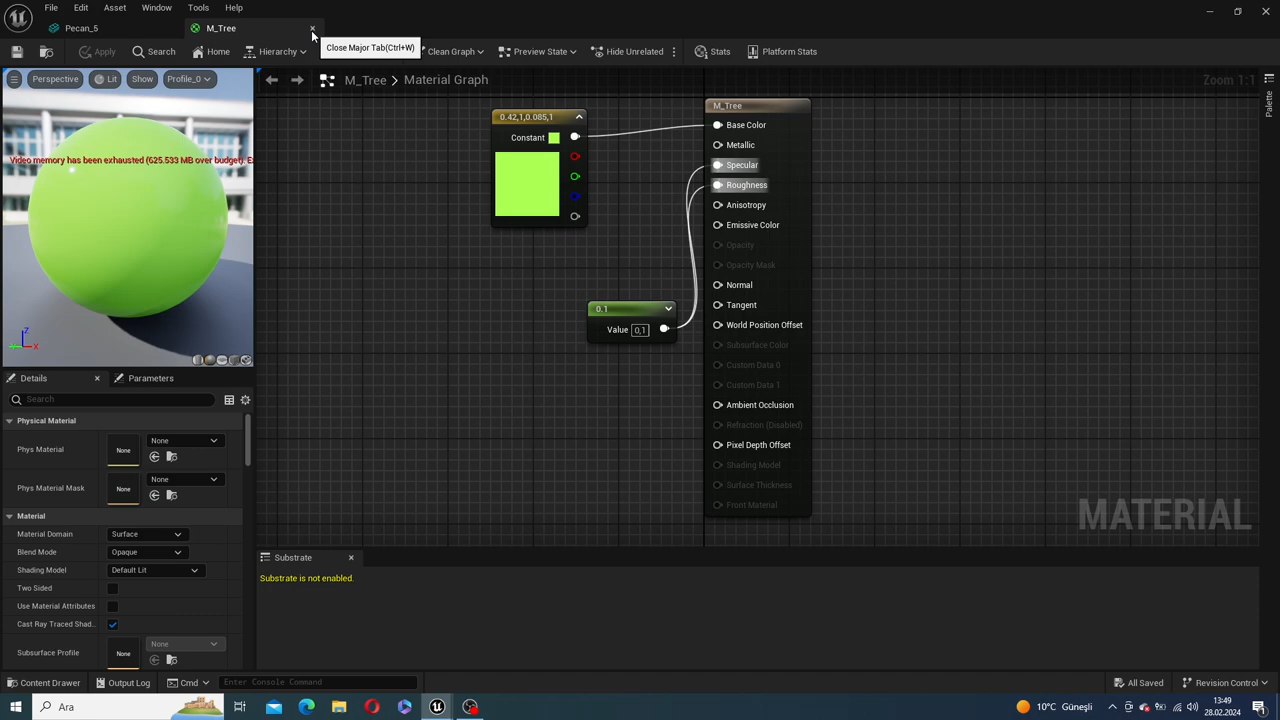 File Edit Asset Window Tools Help
Pecan_5 M_Tree
Close Major Tab(Ctrl+W)
Apply Search Home Hierarchy Clean Graph Preview State Hide Unrelated Stats Platform Stats
Perspective Lit Show Profile_0
M_Tree > Material Graph
Zoom 1:1
Palette
Video memory has been exhausted (625.533 MB over budget)
0.42,1,0.085,1
Constant
0.1
Value 0,1
M_Tree
Base Color
Metallic
Specular
Roughness
Anisotropy
Emissive Color
Opacity
Opacity Mask
Normal
Tangent
World Position Offset
Subsurface Color
Custom Data 0
Custom Data 1
Ambient Occlusion
Refraction (Disabled)
Pixel Depth Offset
Shading Model
Surface Thickness
Front Material
MATERIAL
Z
X
Details Parameters
Search
Physical Material
Phys Material None None
Phys Material Mask None None
Material
Material Domain Surface
Blend Mode Opaque
Shading Model Default Lit
Two Sided
Use Material Attributes
Cast Ray Traced Shad...
Subsurface Profile None None
Substrate
Substrate is not enabled.
Content Drawer Output Log Cmd Enter Console Command All Saved Revision Control
Ara
10°C Güneşli
13:49
28.02.2024